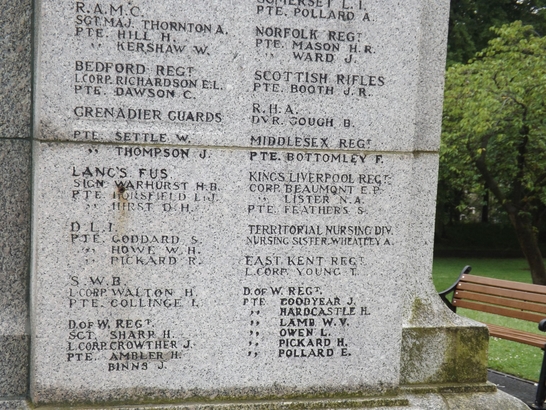 R.A.M.C.
SGT.MAJ. THORNTON A.
PTE. HILL H.
,, KERSHAW W.
BEDFORD REGT.
L.CORP. RICHARDSON E.L.
PTE. DAWSON C.
GRENADIER GUARDS
PTE. SETTLE W.
,, THOMPSON J.
LANCS. FUS.
SIGN. WARHURST H.B.
PTE. HORSFIELD
,, HIRST D.H.
D.L.I.
PTE. GODDARD S.
,, HOWE W.H.
,, PICKARD R.
S.W.B.
L.CORP. WALTON H.
PTE. COLLINGE I.
D.OF W. REGT.
SGT. SHARP H.
L.CORP. CROWTHER J.
PTE. AMBLER H.
BINNS J.
SOMERSET L.I.
PTE. POLLARD A.
NORFOLK REGT.
PTE. MASON H.R.
,, WARD J.
SCOTTISH RIFLES
PTE. BOOTH J.R.
R.H.A.
DVR. GOUGH B.
MIDDLESEX REGT.
PTE. BOTTOMLEY F.
KINGS LIVERPOOL REGT.
CORP. BEAUMONT E.P.
,, LISTER N.A.
PTE. FEATHERS S.
TERRITORIAL NURSING DIV.
NURSING SISTER. WHEATLEY A.
EAST KENT REGT.
L.CORP. YOUNG T.
D.OF W. REGT.
PTE. GOODYEAR J.
,, HARDCASTLE H.
,, LAMB W.V.
,, OWEN L.
,, PICKARD H.
,, POLLARD E.